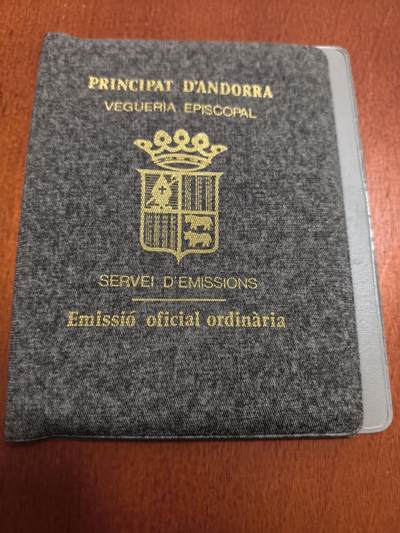 PRINCIPAT D'ANDORRA
VEGUERIA EPISCOPAL
SERVEI D'EMISSIONS
Emissió oficial ordinària